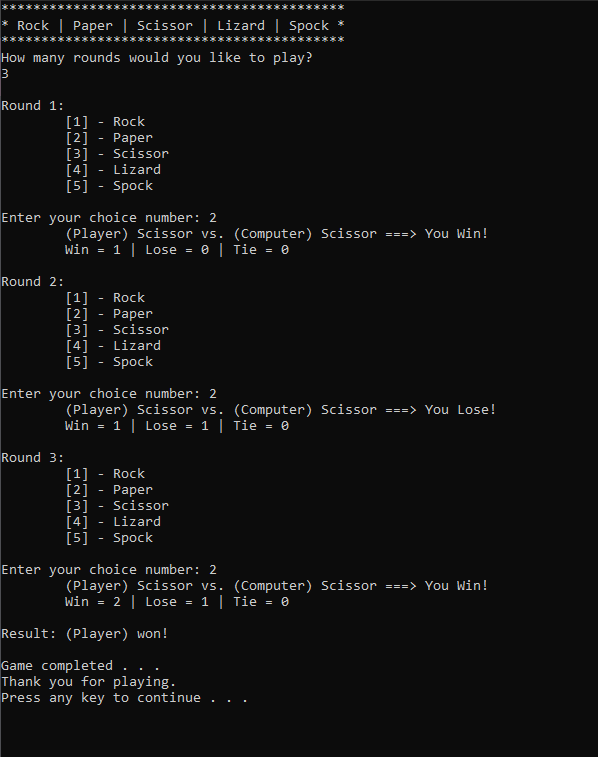 *******************************************
* Rock | Paper | Scissor | Lizard | Spock *
*******************************************
How many rounds would you like to play?
3
Round 1:
[1] - Rock
[2] - Paper
[3] - Scissor
[4] - Lizard
[5] - Spock
Enter your choice number: 2
(Player) Scissor vs. (Computer) Scissor ===> You Win!
Win = 1 | Lose = 0 | Tie = 0
Round 2:
[1] - Rock
[2] - Paper
[3] - Scissor
[4] - Lizard
[5] - Spock
Enter your choice number: 2
(Player) Scissor vs. (Computer) Scissor ===> You Lose!
Win = 1 | Lose = 1 | Tie = 0
Round 3:
[1] - Rock
[2] - Paper
[3] - Scissor
[4] - Lizard
[5] - Spock
Enter your choice number: 2
(Player) Scissor vs. (Computer) Scissor ===> You Win!
Win = 2 | Lose = 1 | Tie = 0
Result: (Player) won!
Game completed . . .
Thank you for playing.
Press any key to continue . . .